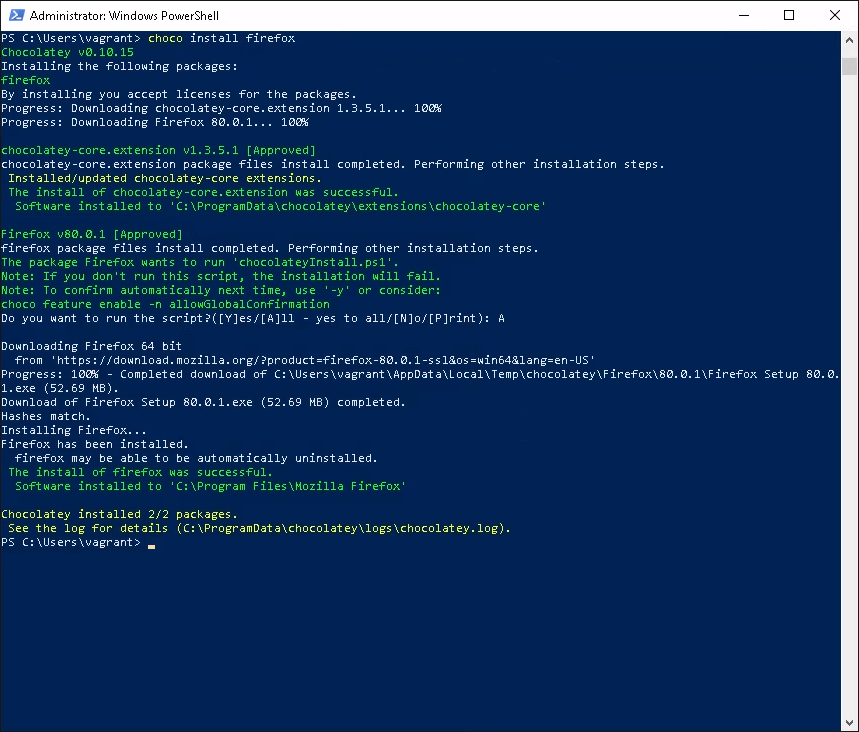 Administrator: Windows PowerShell
PS C:\Users\vagrant> choco install firefox
Chocolatey v0.10.15
Installing the following packages:
firefox
By installing you accept licenses for the packages.
Progress: Downloading chocolatey-core.extension 1.3.5.1... 100%
Progress: Downloading Firefox 80.0.1... 100%
chocolatey-core.extension v1.3.5.1 [Approved]
chocolatey-core.extension package files install completed. Performing other installation steps.
 Installed/updated chocolatey-core extensions.
 The install of chocolatey-core.extension was successful.
  Software installed to 'C:\ProgramData\chocolatey\extensions\chocolatey-core'
Firefox v80.0.1 [Approved]
firefox package files install completed. Performing other installation steps.
The package Firefox wants to run 'chocolateyInstall.ps1'.
Note: If you don't run this script, the installation will fail.
Note: To confirm automatically next time, use '-y' or consider:
choco feature enable -n allowGlobalConfirmation
Do you want to run the script?([Y]es/[A]ll - yes to all/[N]o/[P]rint): A
Downloading Firefox 64 bit
  from 'https://download.mozilla.org/?product=firefox-80.0.1-ssl&os=win64&lang=en-US'
Progress: 100% - Completed download of C:\Users\vagrant\AppData\Local\Temp\chocolatey\Firefox\80.0.1\Firefox Setup 80.0.
1.exe (52.69 MB).
Download of Firefox Setup 80.0.1.exe (52.69 MB) completed.
Hashes match.
Installing Firefox...
Firefox has been installed.
  firefox may be able to be automatically uninstalled.
 The install of firefox was successful.
  Software installed to 'C:\Program Files\Mozilla Firefox'
Chocolatey installed 2/2 packages.
 See the log for details (C:\ProgramData\chocolatey\logs\chocolatey.log).
PS C:\Users\vagrant>